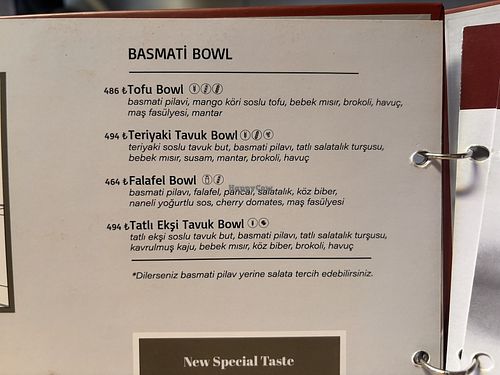 BASMATİ BOWL
486 ₺ Tofu Bowl
basmati pilavi, mango köri soslu tofu, bebek mısır, brokoli, havuç,
maş fasülyesi, mantar
494 ₺ Teriyaki Tavuk Bowl
teriyaki soslu tavuk but, basmati pilavı, tatlı salatalık turşusu,
bebek mısır, susam, mantar, brokoli, havuç
464 ₺ Falafel Bowl
basmati pilavı, falafel, pancar, salatalık, köz biber,
naneli yoğurtlu sos, cherry domates, maş fasülyesi
494 ₺ Tatlı Ekşi Tavuk Bowl
tatlı ekşi soslu tavuk but, basmati pilavı, tatlı salatalık turşusu,
kavrulmuş kaju, bebek mısır, köz biber, brokoli, havuç
*Dilerseniz basmati pilav yerine salata tercih edebilirsiniz.
New Special Taste
HappyCow